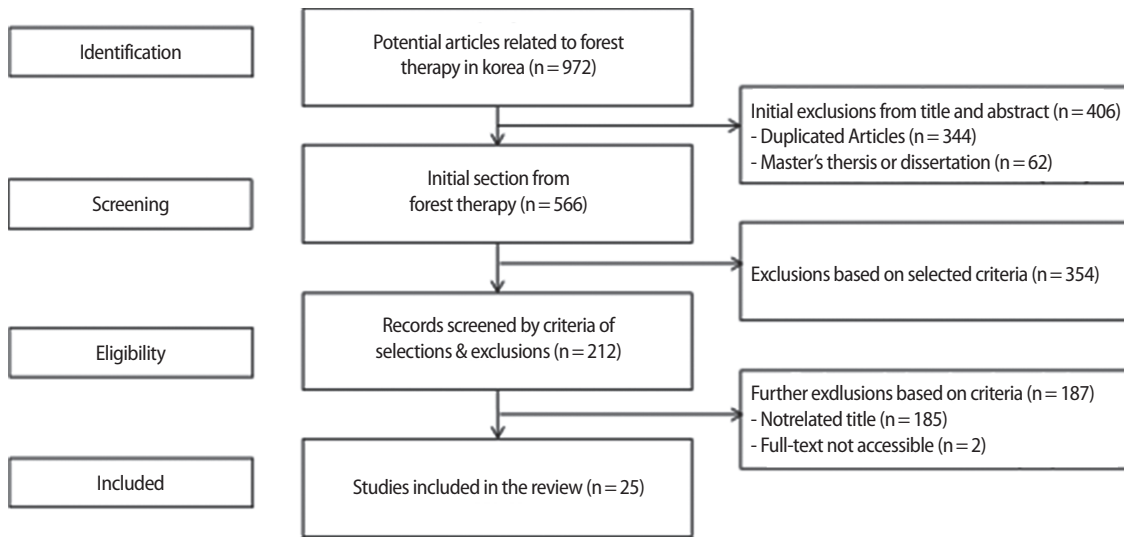 Identification
Potential articles related to forest
therapy in korea (n = 972)
Initial exclusions from title and abstract (n = 406)
- Duplicated Articles (n = 344)
- Master's thersis or dissertation (n = 62)
Screening
Initial section from
forest therapy (n = 566)
Exclusions based on selected criteria (n = 354)
Eligibility
Records screened by criteria of
selections & exclusions (n = 212)
Further exdlusions based on criteria (n = 187)
- Notrelated title (n = 185)
- Full-text not accessible (n = 2)
Included
Studies included in the review (n = 25)